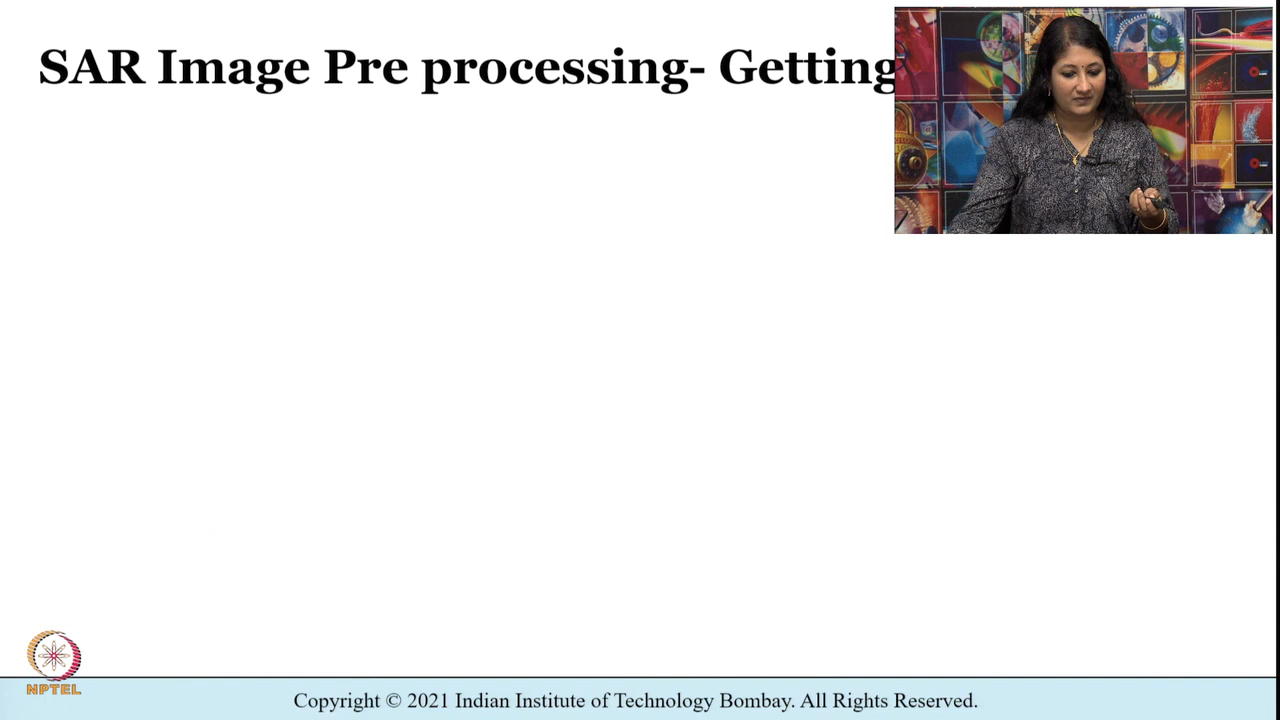 SAR Image Pre processing- Getting
NPTEL
Copyright © 2021 Indian Institute of Technology Bombay. All Rights Reserved.